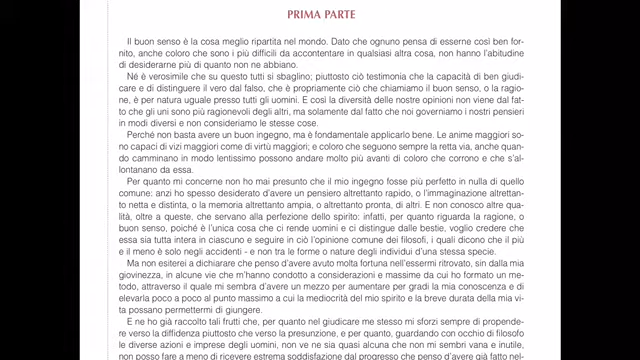 PRIMA PARTE
Il buon senso è la cosa meglio ripartita nel mondo. Dato che ognuno pensa di esserne così ben for-
nito, anche coloro che sono i più difficili da accontentare in qualsiasi altra cosa, non hanno l'abitudine
di desiderarne più di quanto non ne abbiano.
Né è verosimile che su questo tutti si sbaglino; piuttosto ciò testimonia che la capacità di ben giudi-
care e di distinguere il vero dal falso, che è propriamente ciò che chiamiamo il buon senso, o la ragio-
ne, è per natura uguale presso tutti gli uomini. E così la diversità delle nostre opinioni non viene dal fat-
to che gli uni sono più ragionevoli degli altri, ma solamente dal fatto che noi governiamo i nostri pensieri
in modi diversi e non consideriamo le stesse cose.
Perché non basta avere un buon ingegno, ma è fondamentale applicarlo bene. Le anime maggiori so-
no capaci di vizi maggiori come di virtù maggiori; e coloro che seguono sempre la retta via, anche quan-
do camminano in modo lentissimo possono andare molto più avanti di coloro che corrono e che s'al-
lontanano da essa.
Per quanto mi concerne non ho mai presunto che il mio ingegno fosse più perfetto in nulla di quello
comune: anzi ho spesso desiderato d'avere un pensiero altrettanto rapido, o l'immaginazione altrettan-
to netta e distinta, o la memoria altrettanto ampia, o altrettanto pronta, di altri. E non conosco altre qua-
lità, oltre a queste, che servano alla perfezione dello spirito: infatti, per quanto riguarda la ragione, o
buon senso, poiché è l'unica cosa che ci rende uomini e ci distingue dalle bestie, voglio credere che
essa sia tutta intera in ciascuno e seguire in ciò l'opinione comune dei filosofi, i quali dicono che il più
e il meno è solo negli accidenti - e non tra le forme o nature degli individui d'una stessa specie.
Ma non esiterei a dichiarare che penso d'avere avuto molta fortuna nell'essermi ritrovato, sin dalla mia
giovinezza, in alcune vie che m'hanno condotto a considerazioni e massime da cui ho formato un me-
todo, attraverso il quale mi sembra d'avere un mezzo per aumentare per gradi la mia conoscenza e di
elevarla poco a poco al punto massimo a cui la mediocrità del mio spirito e la breve durata della mia vi-
ta possano permettermi di giungere.
E ne ho già raccolto tali frutti che, per quanto nel giudicare me stesso mi sforzi sempre di propende-
re verso la diffidenza piuttosto che verso la presunzione, e per quanto, guardando con occhio di filosofo
le diverse azioni e imprese degli uomini, non ve ne sia quasi alcuna che non mi sembri vana e inutile,
non posso fare a meno di ricevere estrema soddisfazione dal progresso che penso d'avere già fatto nel-